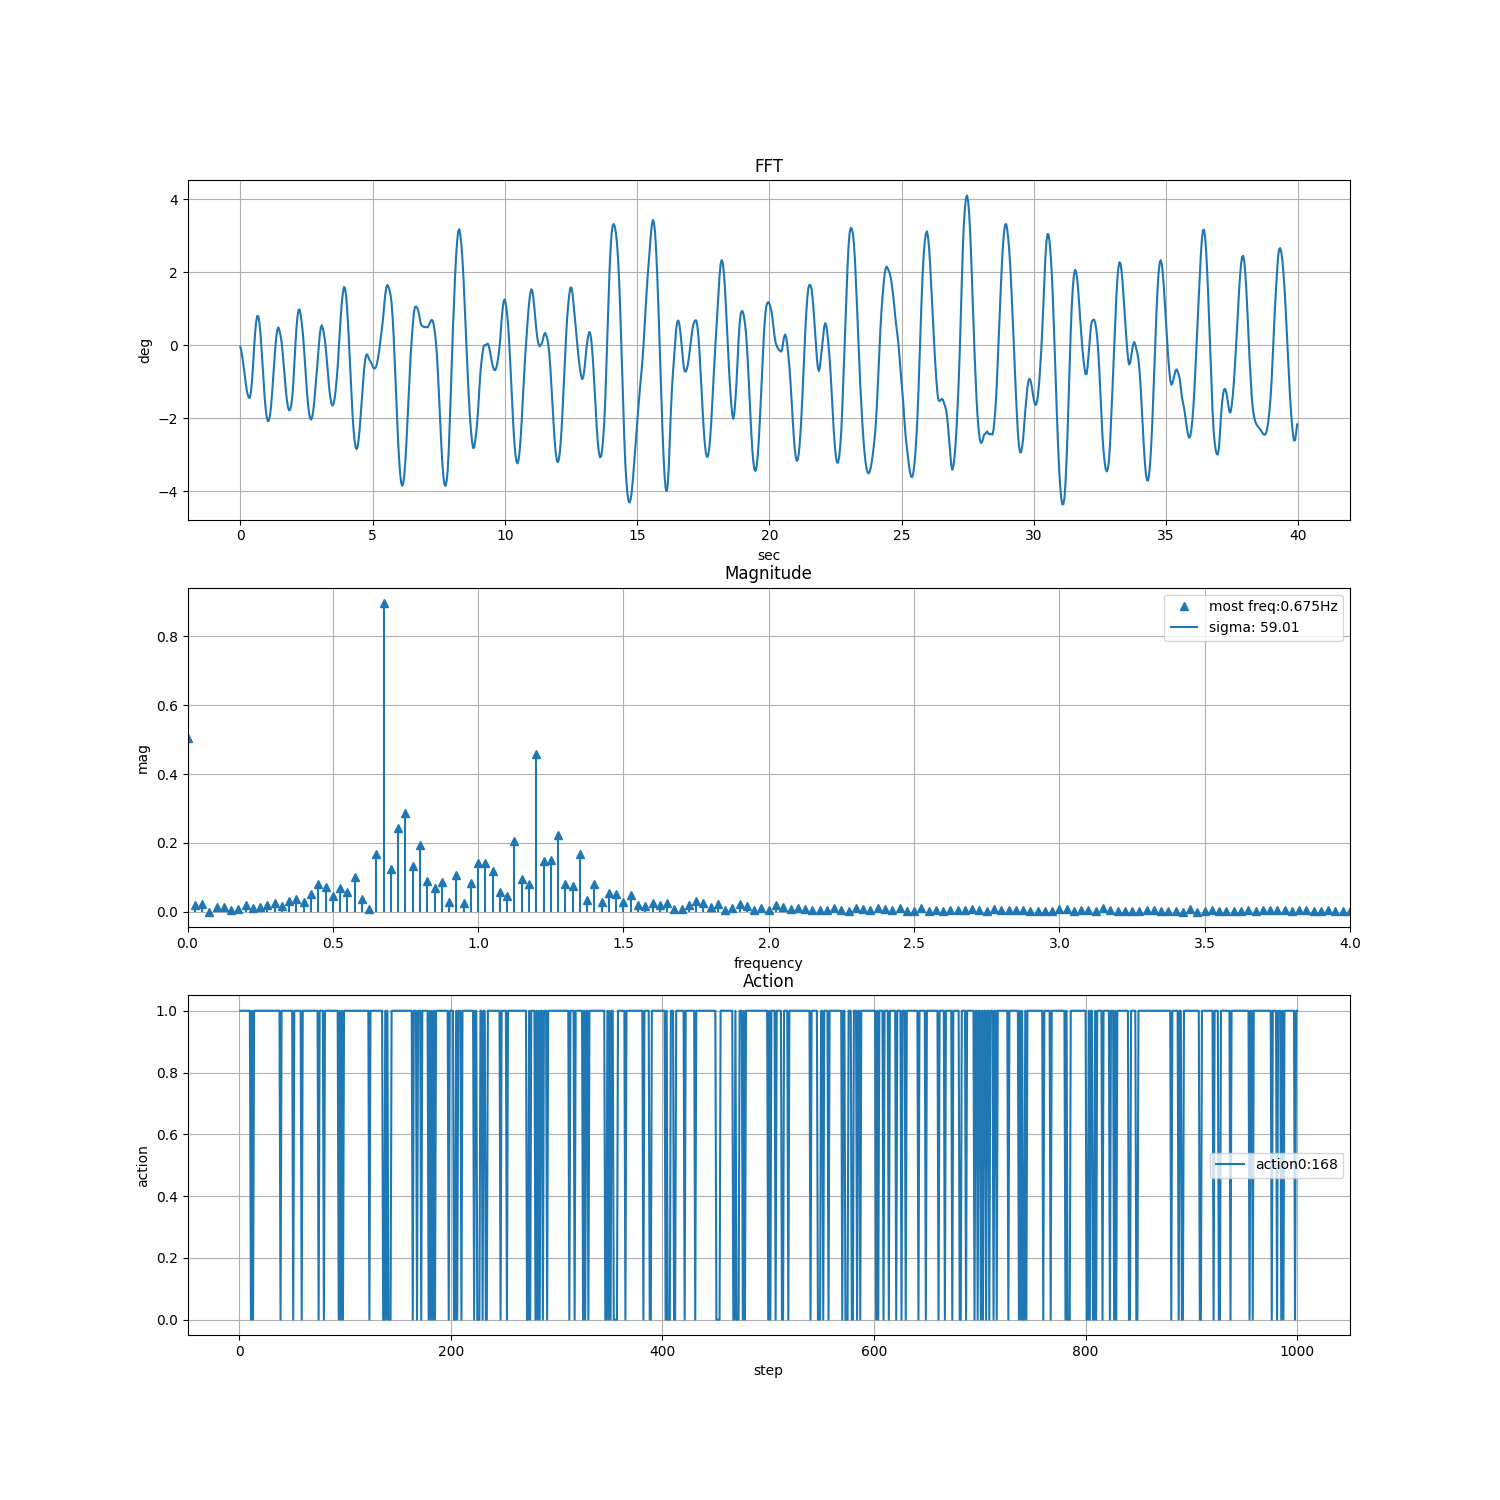 FFT
4
2
0
−2
−4
deg
0 5 10 15 20 25 30 35 40
sec
Magnitude
0.8
0.6
0.4
0.2
0.0
mag
most freq:0.675Hz
sigma: 59.01
0.0 0.5 1.0 1.5 2.0 2.5 3.0 3.5 4.0
frequency
Action
1.0
0.8
0.6
0.4
0.2
0.0
action
action0:168
0 200 400 600 800 1000
step